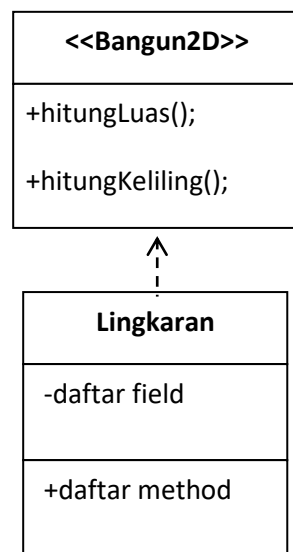 <<Bangun2D>>
+hitungLuas();
+hitungKeliling();
Lingkaran
-daftar field
+daftar method